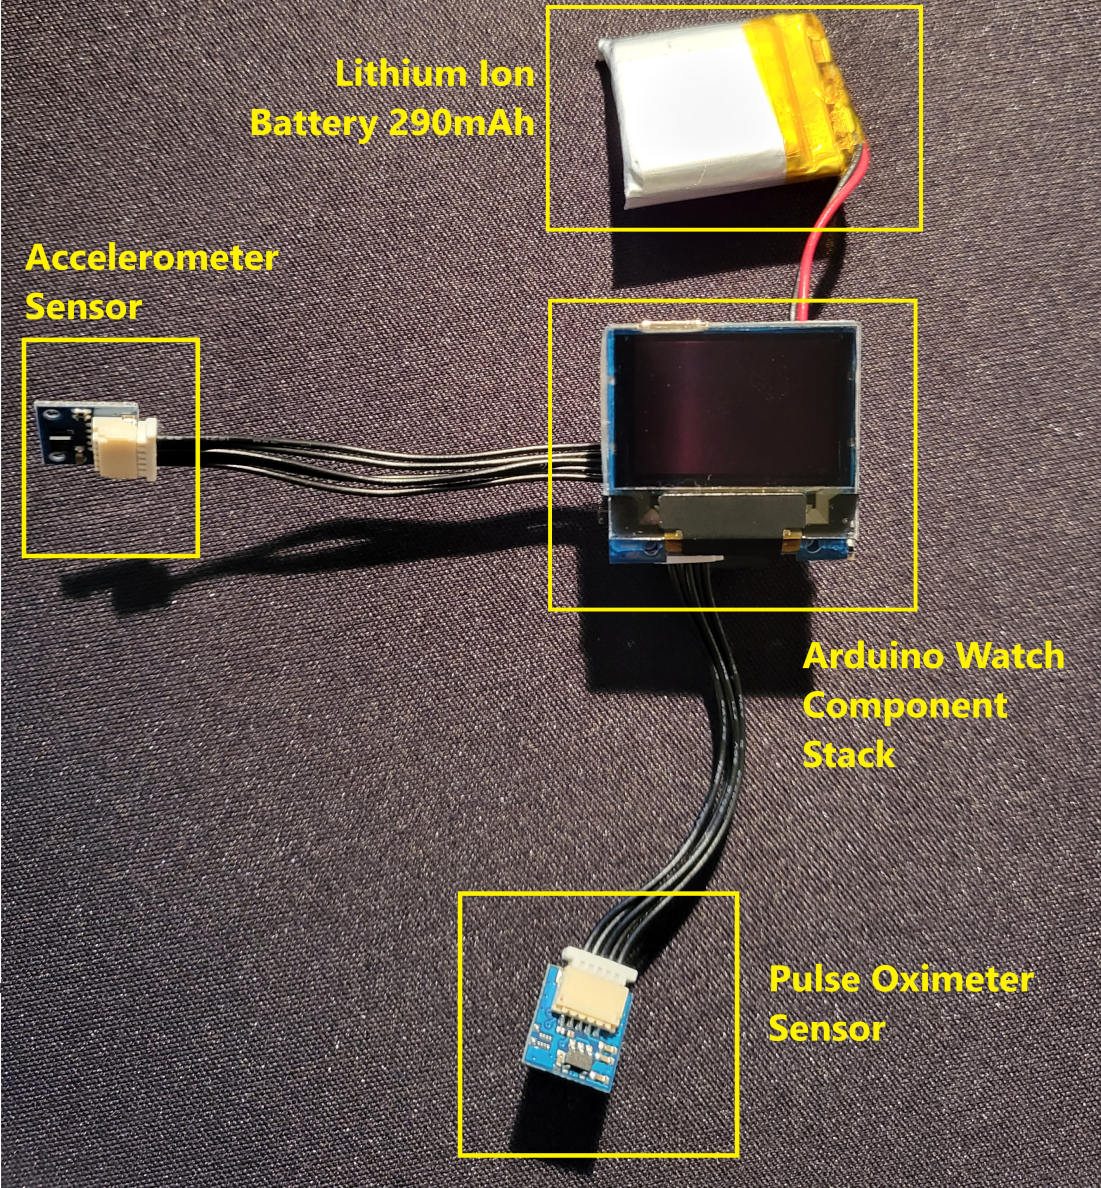 Lithium Ion
Battery 290mAh
Accelerometer
Sensor
Arduino Watch
Component
Stack
Pulse Oximeter
Sensor